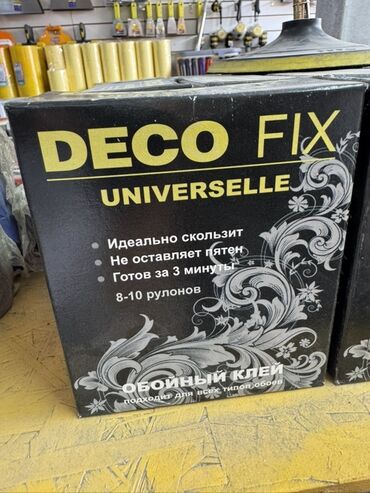 DECO FIX
UNIVERSELLE
• Идеально скользит
• Не оставляет пятен
• Готов за 3 минуты
8-10 рулонов
ОБОЙНЫЙ КЛЕЙ
подходит для всех типов обоев